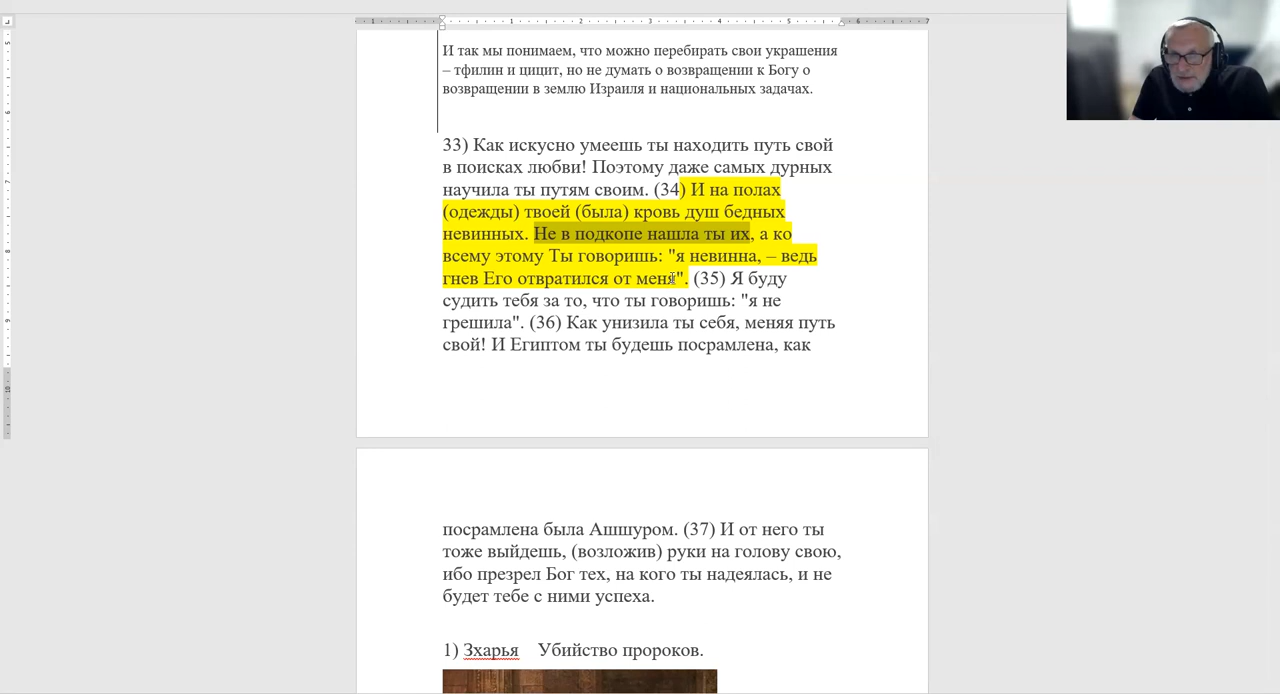 И так мы понимаем, что можно перебирать свои украшения
– тфилин и цицит, но не думать о возвращении к Богу о
возвращении в землю Израиля и национальных задачах.
33) Как искусно умеешь ты находить путь свой
в поисках любви! Поэтому даже самых дурных
научила ты путям своим. (34) И на полах
(одежды) твоей (была) кровь душ бедных
невинных. Не в подкопе нашла ты их, а ко
всему этому Ты говоришь: "я невинна, – ведь
гнев Его отвратился от меня". (35) Я буду
судить тебя за то, что ты говоришь: "я не
грешила". (36) Как унизила ты себя, меняя путь
свой! И Египтом ты будешь посрамлена, как
посрамлена была Ашшуром. (37) И от него ты
тоже выйдешь, (возложив) руки на голову свою,
ибо презрел Бог тех, на кого ты надеялась, и не
будет тебе с ними успеха.
1) Зхарья Убийство пророков.